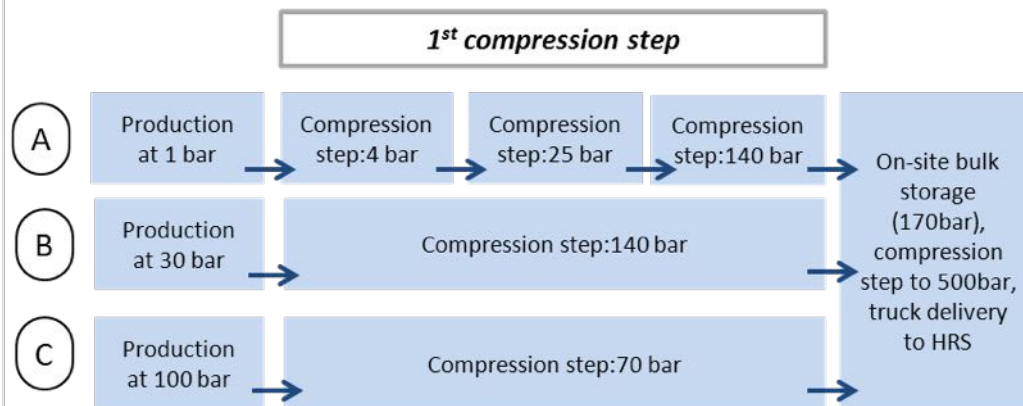 1st compression step
A
Production
at 1 bar
Compression
step:4 bar
Compression
step:25 bar
Compression
step:140 bar
B
Production
at 30 bar
Compression step:140 bar
C
Production
at 100 bar
Compression step:70 bar
On-site bulk
storage
(170bar),
compression
step to 500bar,
truck delivery
to HRS